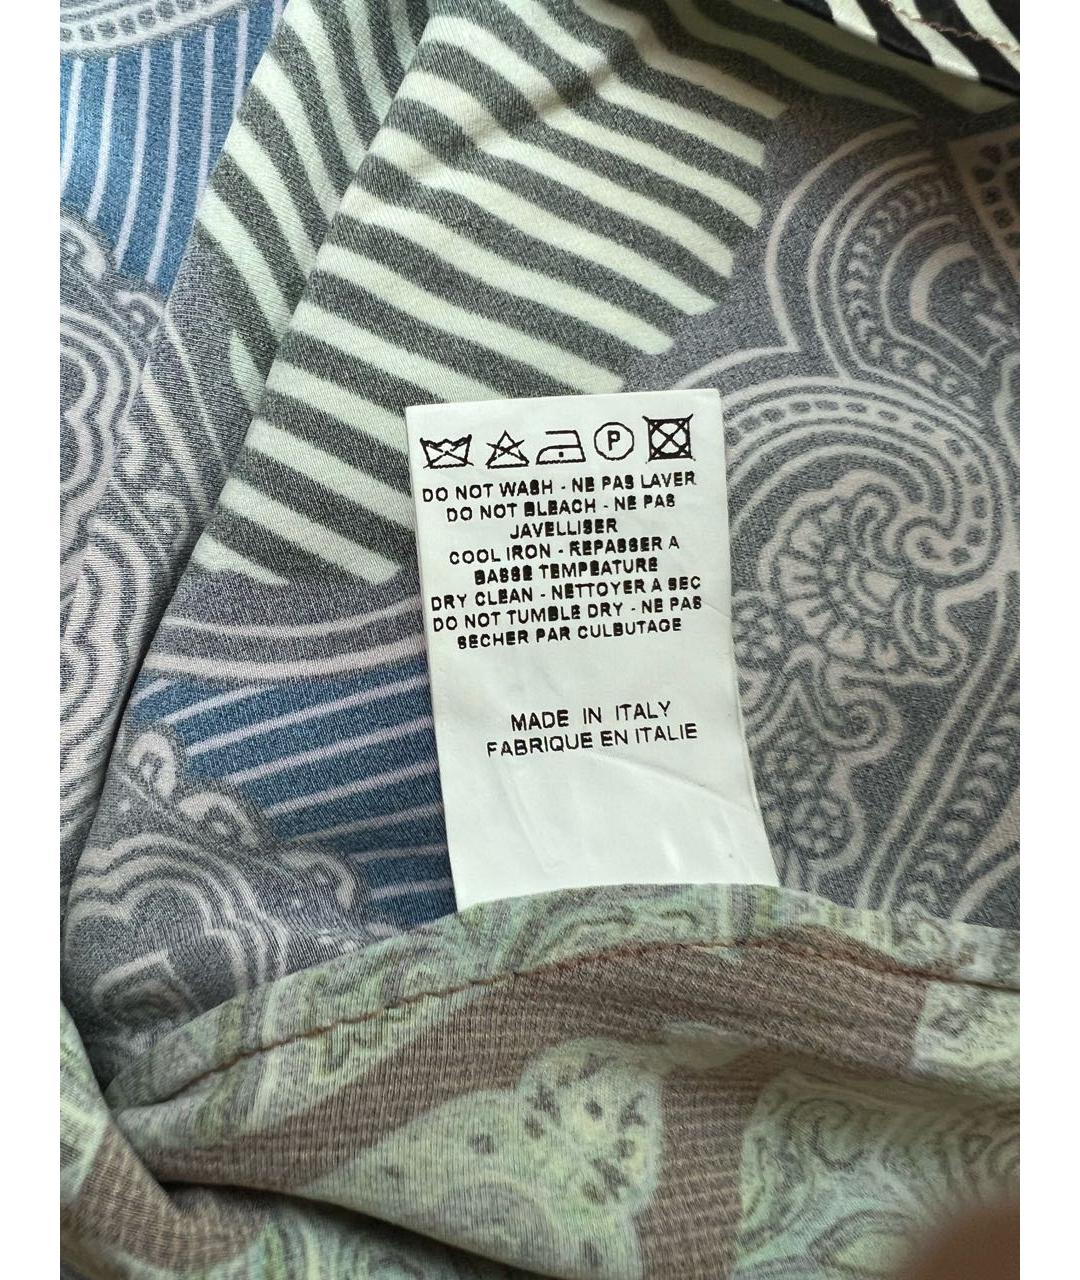 P
DO NOT WASH - NE PAS LAVER
DO NOT BLEACH - NE PAS
JAVELLISER
COOL IRON - REPASSER A
BASSE TEMPEATURE
DRY CLEAN - NETTOYER A SEC
DO NOT TUMBLE DRY - NE PAS
SECHER PAR CULBUTAGE
MADE IN ITALY
FABRIQUE EN ITALIE